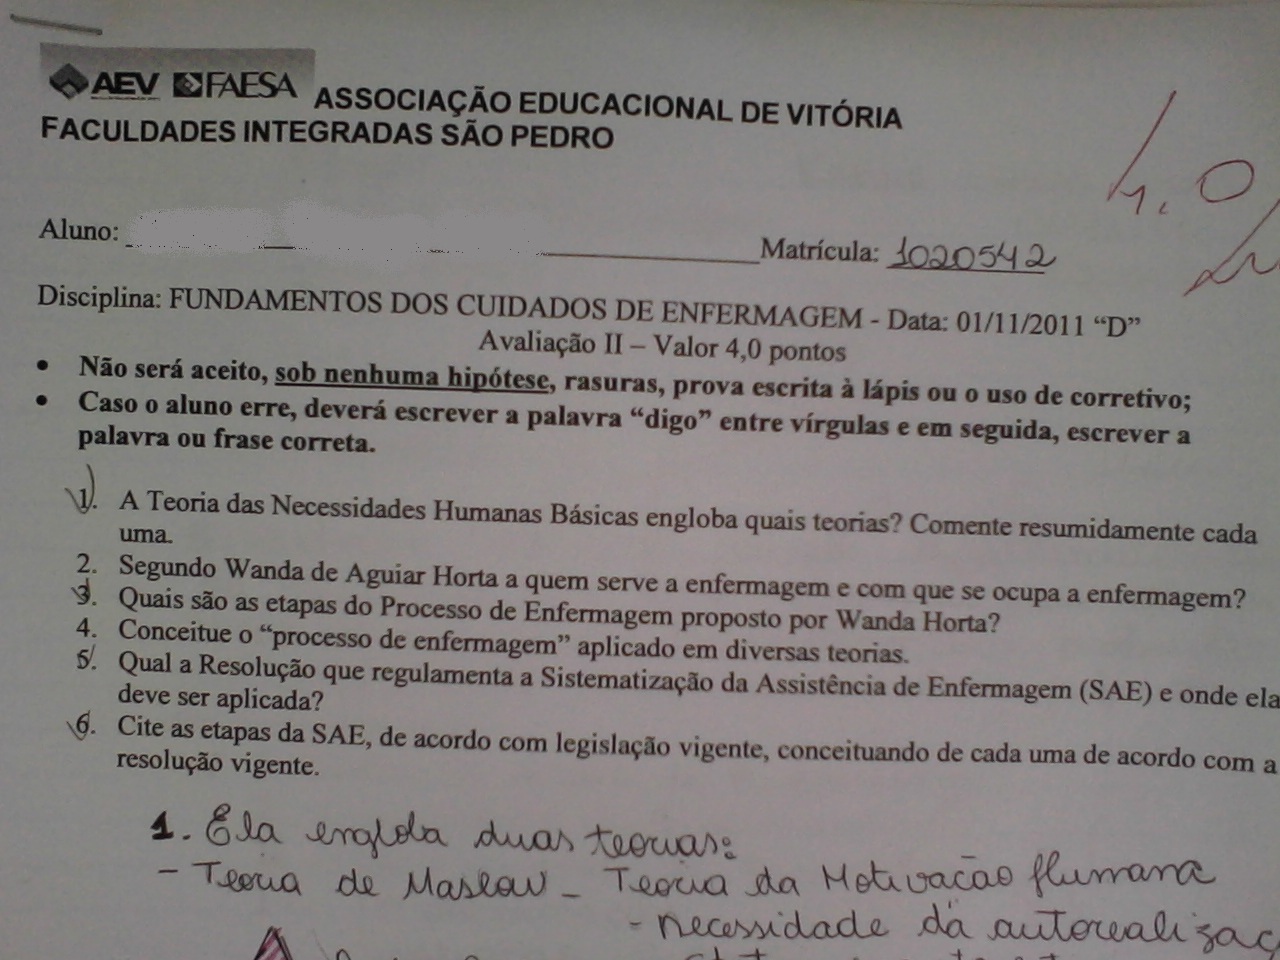 AEV FAESA ASSOCIAÇÃO EDUCACIONAL DE VITÓRIA
FACULDADES INTEGRADAS SÃO PEDRO
4.0
Aluno: Matrícula: 1020542
Disciplina: FUNDAMENTOS DOS CUIDADOS DE ENFERMAGEM - Data: 01/11/2011 “D”
Avaliação II – Valor 4,0 pontos
• Não será aceito, sob nenhuma hipótese, rasuras, prova escrita à lápis ou o uso de corretivo;
• Caso o aluno erre, deverá escrever a palavra “digo” entre vírgulas e em seguida, escrever a
palavra ou frase correta.
1. A Teoria das Necessidades Humanas Básicas engloba quais teorias? Comente resumidamente cada
uma.
2. Segundo Wanda de Aguiar Horta a quem serve a enfermagem e com que se ocupa a enfermagem?
3. Quais são as etapas do Processo de Enfermagem proposto por Wanda Horta?
4. Conceitue o “processo de enfermagem” aplicado em diversas teorias.
5. Qual a Resolução que regulamenta a Sistematização da Assistência de Enfermagem (SAE) e onde ela
deve ser aplicada?
6. Cite as etapas da SAE, de acordo com legislação vigente, conceituando de cada uma de acordo com a
resolução vigente.
1. Ela engloba duas teorias:
- Teoria de Maslow - Teoria da Motivação Humana
- necessidade da autorealizaç